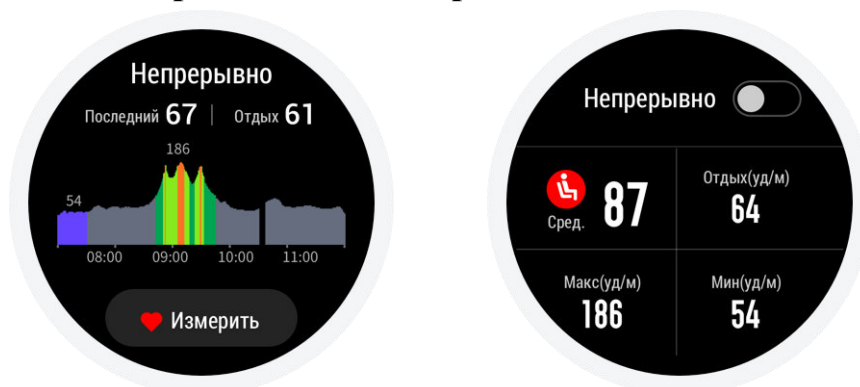 Непрерывно
Последний 67 | Отдых 61
186
54
08:00 09:00 10:00 11:00
Измерить
Непрерывно
Сред. 87
Отдых(уд/м)
64
Макс(уд/м)
186
Мин(уд/м)
54